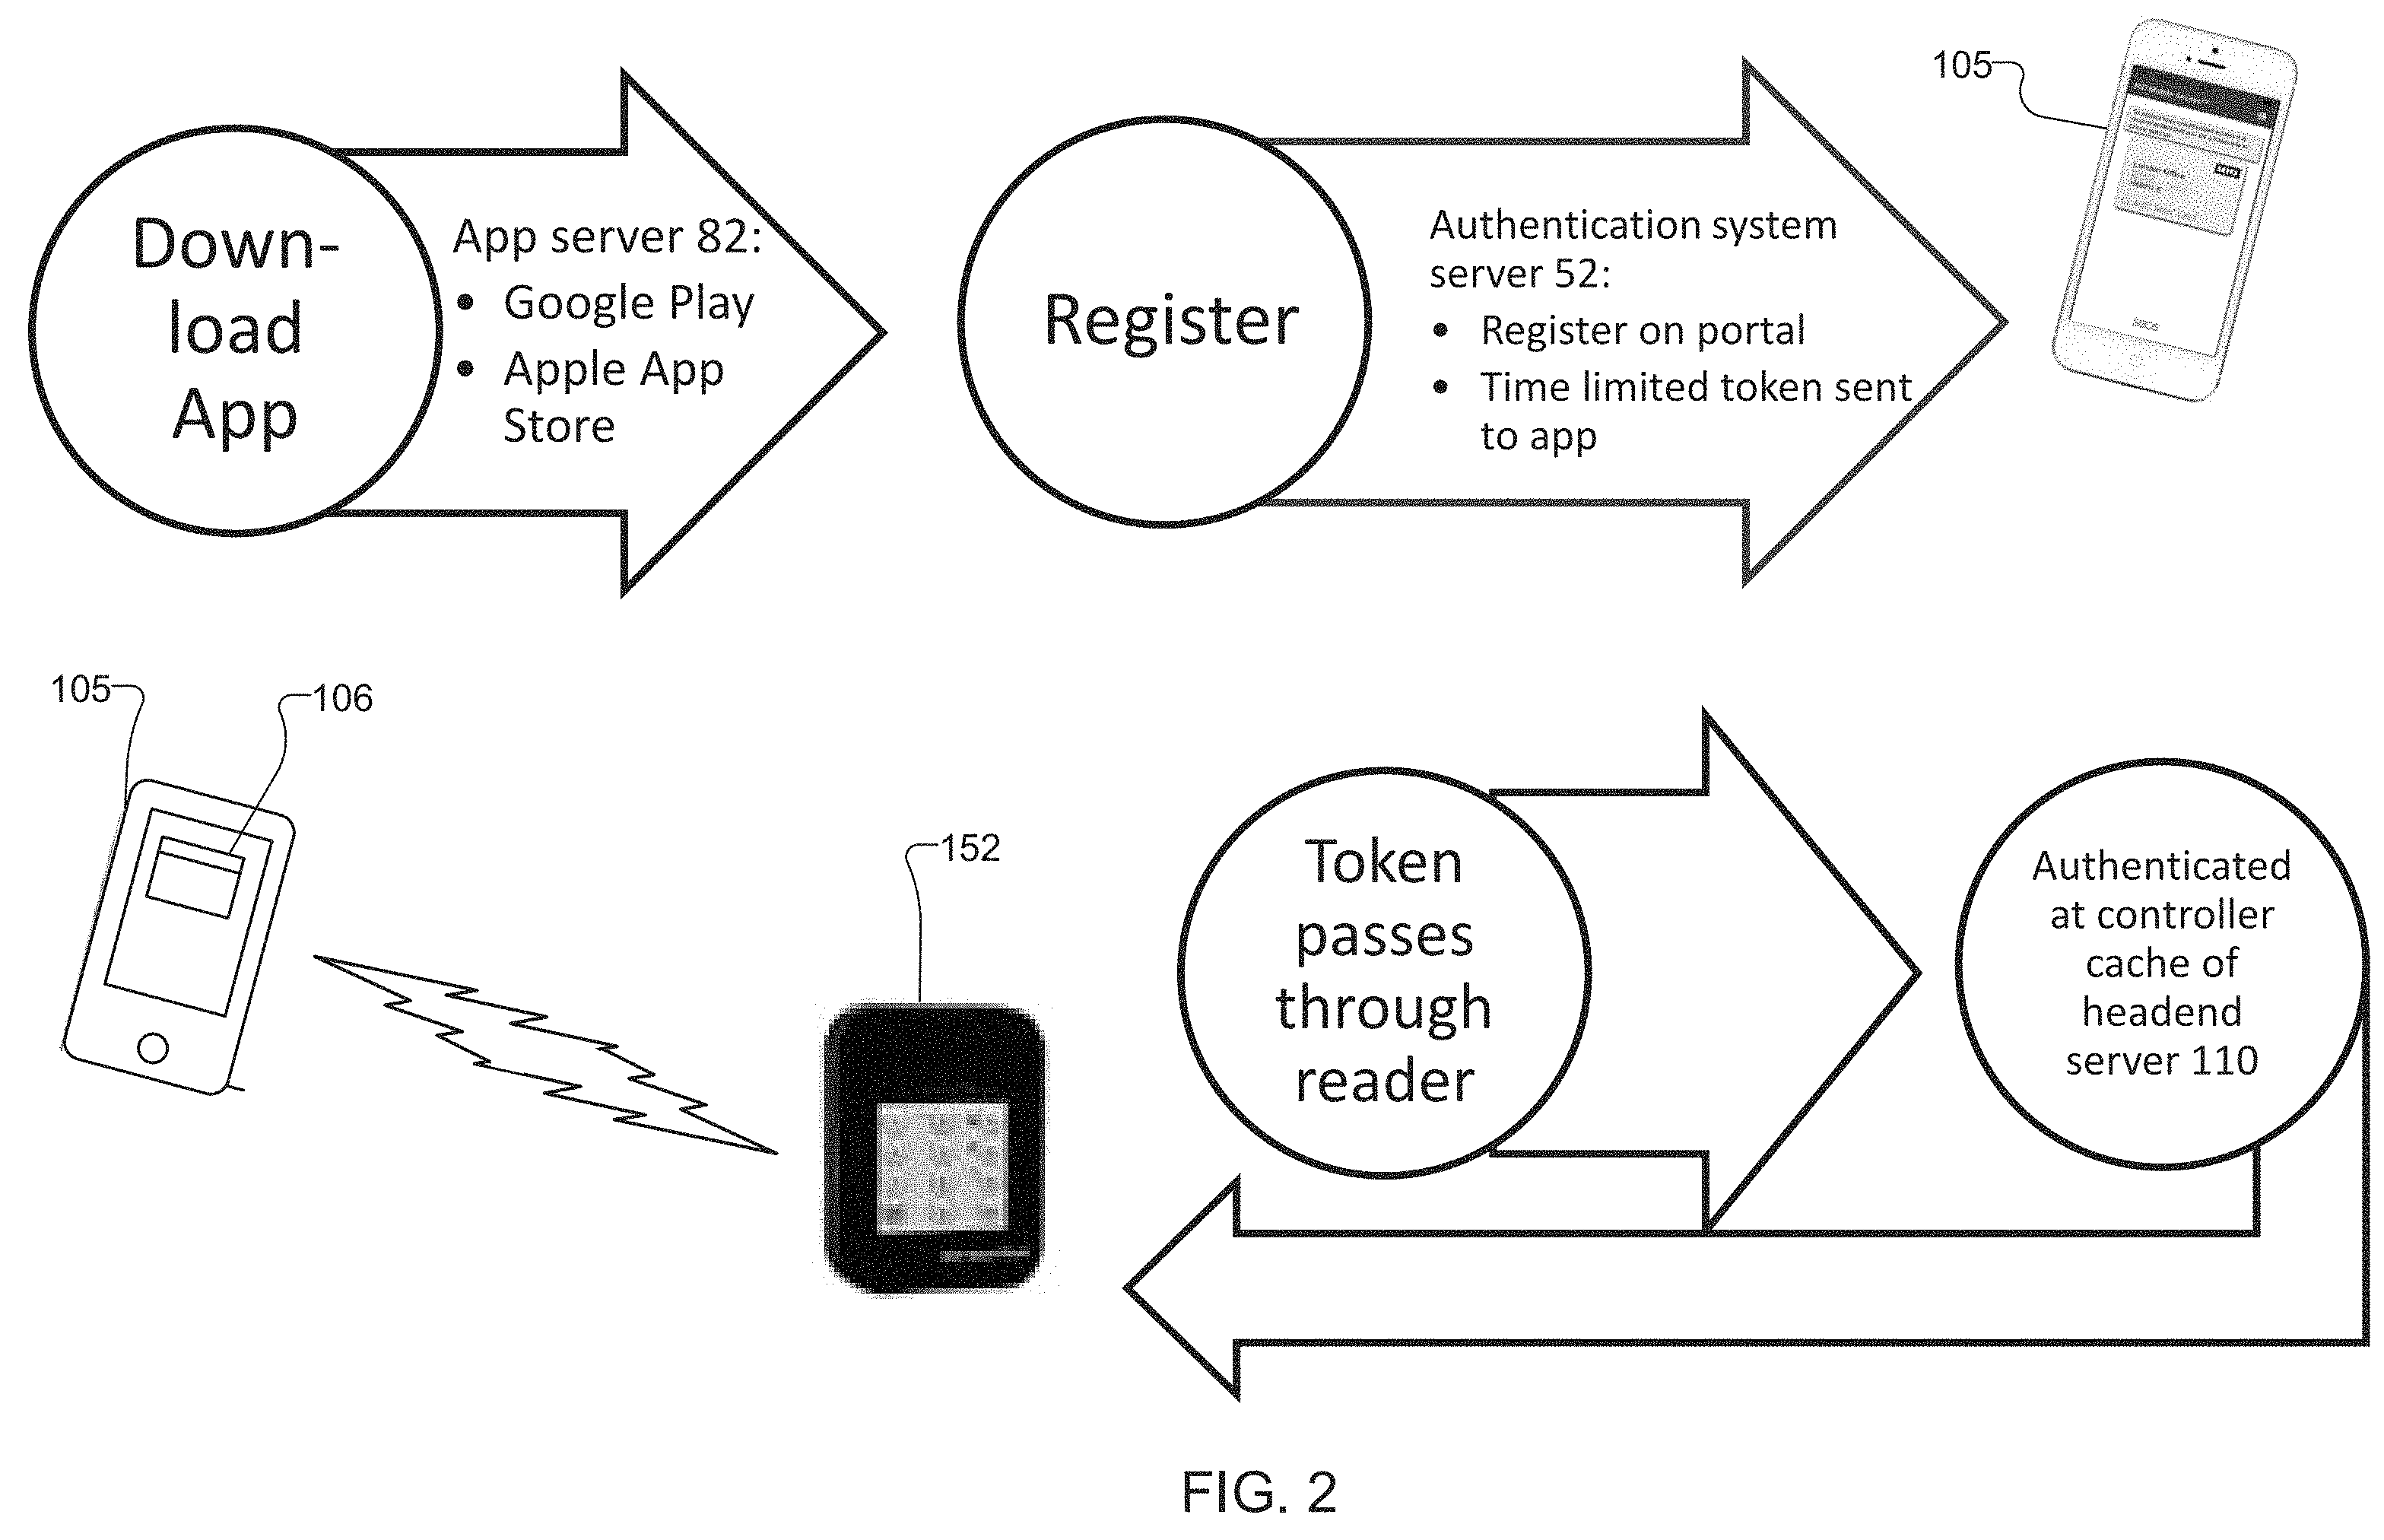 Down-
load
App
App server 82:
• Google Play
• Apple App
Store
Register
Authentication system
server 52:
• Register on portal
• Time limited token sent
to app
105
105
106
152
Token
passes
through
reader
Authenticated
at controller
cache of
headend
server 110
FIG. 2